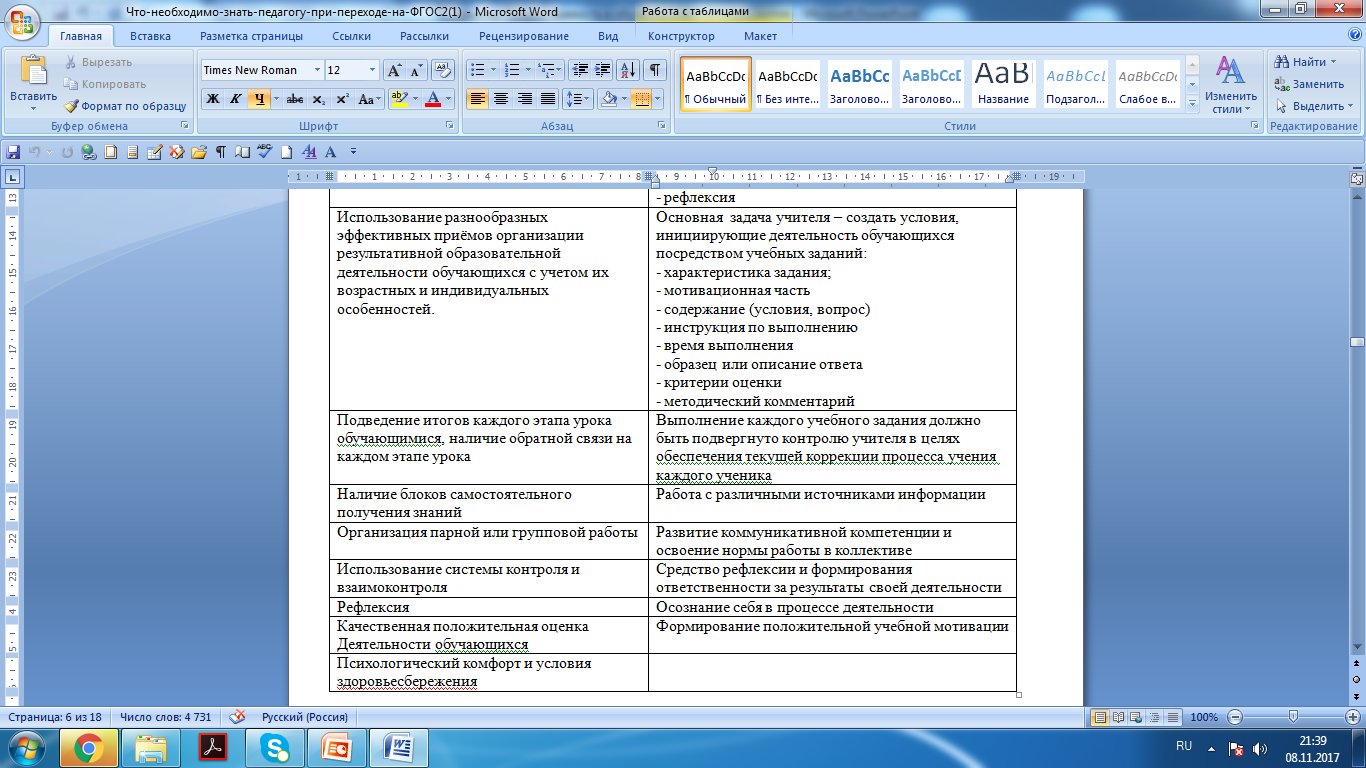 Что-необходимо-знать-педагогу-при-переходе-на-ФГОС2(1) - Microsoft Word
Работа с таблицами
Главная Вставка Разметка страницы Ссылки Рассылки Рецензирование Вид Конструктор Макет
Вставить
Вырезать
Копировать
Формат по образцу
Буфер обмена
Times New Roman 12
Ж К Ч abc x₂ x² Aa
Шрифт
Абзац
AaBbCcDc AaBbCcDc AaBbCc AaBbCcD АаВ AaBbCcL AaBbCcDc
¶ Обычный ¶ Без инте... Заголово... Заголово... Название Подзагол... Слабое в...
Изменить стили
Стили
Найти
Заменить
Выделить
Редактирование
- рефлексия
Использование разнообразных
эффективных приёмов организации
результативной образовательной
деятельности обучающихся с учетом их
возрастных и индивидуальных
особенностей.
Основная задача учителя – создать условия,
инициирующие деятельность обучающихся
посредством учебных заданий:
- характеристика задания;
- мотивационная часть
- содержание (условия, вопрос)
- инструкция по выполнению
- время выполнения
- образец или описание ответа
- критерии оценки
- методический комментарий
Подведение итогов каждого этапа урока
обучающимися, наличие обратной связи на
каждом этапе урока
Выполнение каждого учебного задания должно
быть подвергнуто контролю учителя в целях
обеспечения текущей коррекции процесса учения
каждого ученика
Наличие блоков самостоятельного
получения знаний
Работа с различными источниками информации
Организация парной или групповой работы
Развитие коммуникативной компетенции и
освоение нормы работы в коллективе
Использование системы контроля и
взаимоконтроля
Средство рефлексии и формирования
ответственности за результаты своей деятельности
Рефлексия
Осознание себя в процессе деятельности
Качественная положительная оценка
Деятельности обучающихся
Формирование положительной учебной мотивации
Психологический комфорт и условия
здоровьесбережения
Страница: 6 из 18 Число слов: 4 731 Русский (Россия) 100%
RU
21:39
08.11.2017